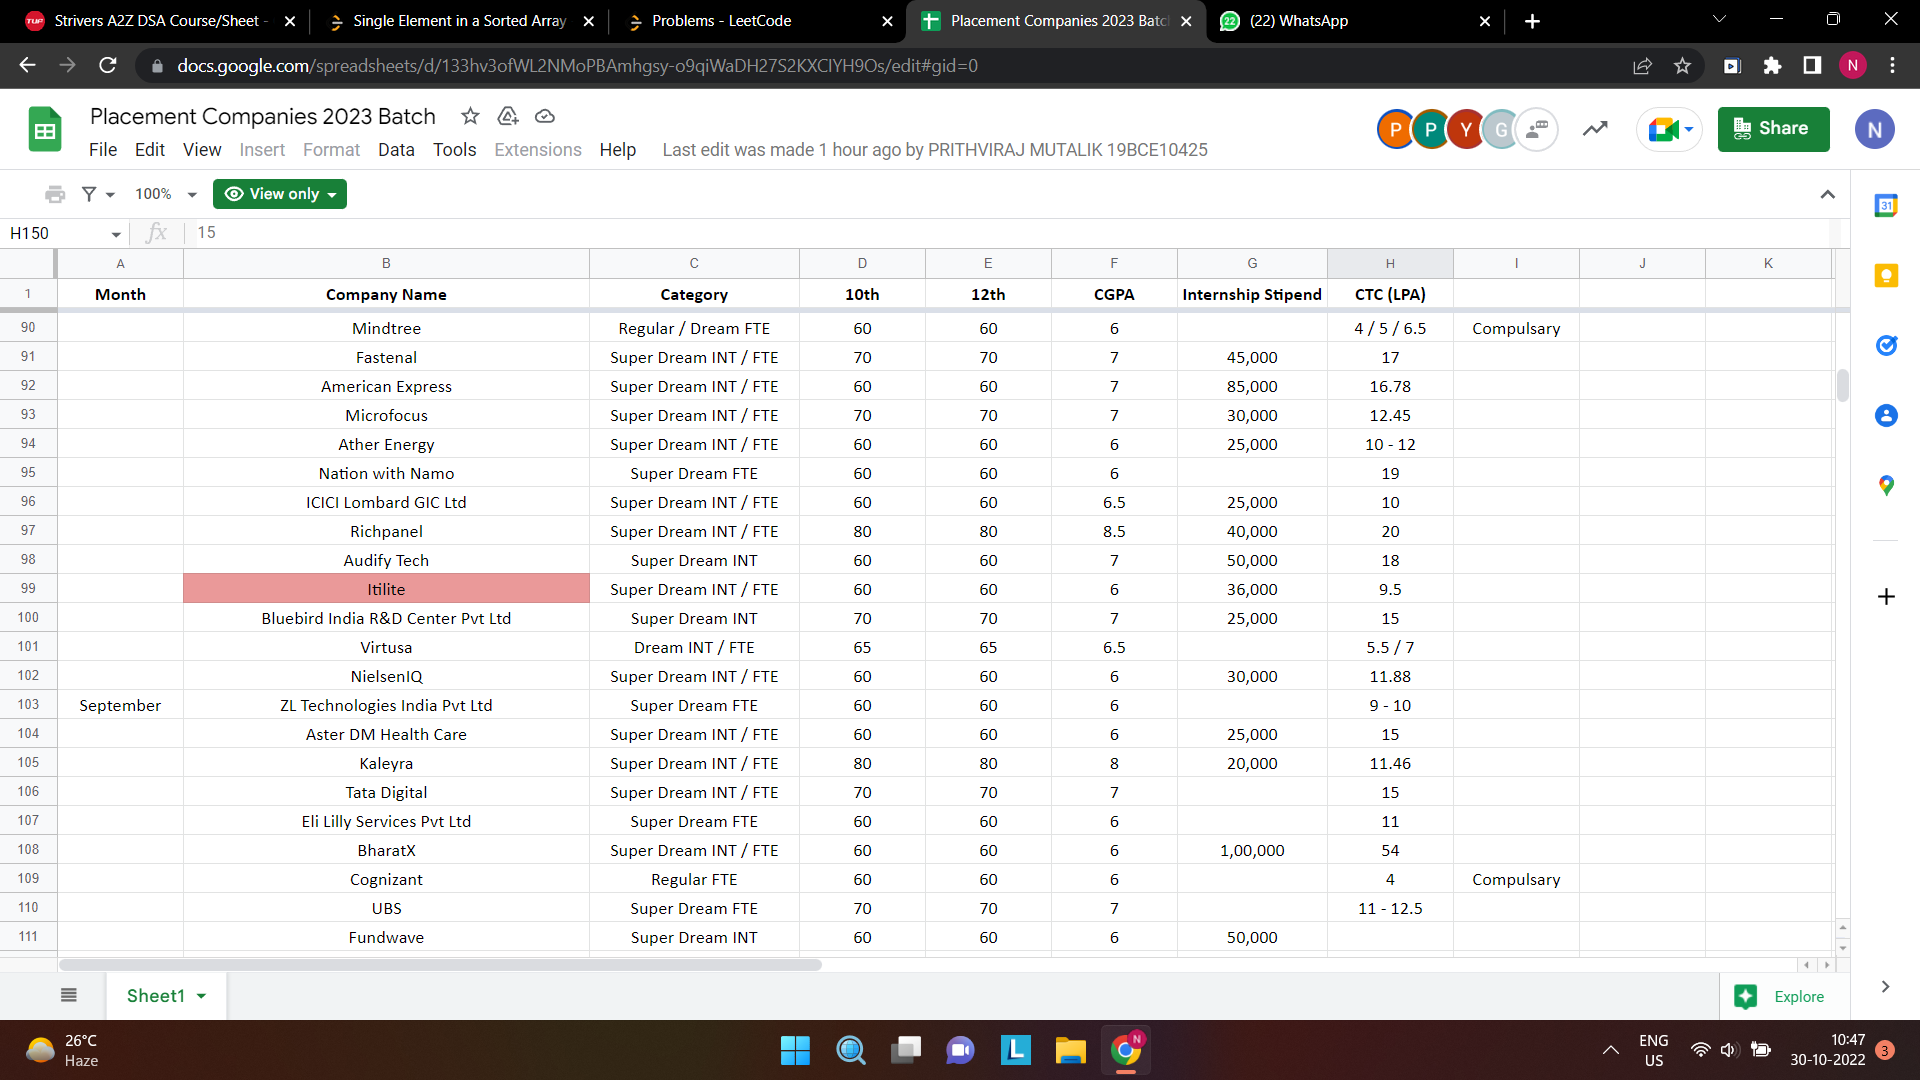 Strivers A2Z DSA Course/Sheet -
Single Element in a Sorted Array
Problems - LeetCode
Placement Companies 2023 Batc
(22) WhatsApp
docs.google.com/spreadsheets/d/133hv3ofWL2NMoPBAmhgsy-o9qiWaDH27S2KXCIYH9Os/edit#gid=0
Placement Companies 2023 Batch
File Edit View Insert Format Data Tools Extensions Help Last edit was made 1 hour ago by PRITHVIRAJ MUTALIK 19BCE10425
P P Y G Share N
100% View only
H150 fx 15
A B C D E F G H I J K
1 Month Company Name Category 10th 12th CGPA Internship Stipend CTC (LPA)
90 Mindtree Regular / Dream FTE 60 60 6 4 / 5 / 6.5 Compulsary
91 Fastenal Super Dream INT / FTE 70 70 7 45,000 17
92 American Express Super Dream INT / FTE 60 60 7 85,000 16.78
93 Microfocus Super Dream INT / FTE 70 70 7 30,000 12.45
94 Ather Energy Super Dream INT / FTE 60 60 6 25,000 10 - 12
95 Nation with Namo Super Dream FTE 60 60 6 19
96 ICICI Lombard GIC Ltd Super Dream INT / FTE 60 60 6.5 25,000 10
97 Richpanel Super Dream INT / FTE 80 80 8.5 40,000 20
98 Audify Tech Super Dream INT 60 60 7 50,000 18
99 Itilite Super Dream INT / FTE 60 60 6 36,000 9.5
100 Bluebird India R&D Center Pvt Ltd Super Dream INT 70 70 7 25,000 15
101 Virtusa Dream INT / FTE 65 65 6.5 5.5 / 7
102 NielsenIQ Super Dream INT / FTE 60 60 6 30,000 11.88
103 September ZL Technologies India Pvt Ltd Super Dream FTE 60 60 6 9 - 10
104 Aster DM Health Care Super Dream INT / FTE 60 60 6 25,000 15
105 Kaleyra Super Dream INT / FTE 80 80 8 20,000 11.46
106 Tata Digital Super Dream INT / FTE 70 70 7 15
107 Eli Lilly Services Pvt Ltd Super Dream FTE 60 60 6 11
108 BharatX Super Dream INT / FTE 60 60 6 1,00,000 54
109 Cognizant Regular FTE 60 60 6 4 Compulsary
110 UBS Super Dream FTE 70 70 7 11 - 12.5
111 Fundwave Super Dream INT 60 60 6 50,000
Sheet1
Explore
26°C
Haze
ENG
US
10:47
30-10-2022
3